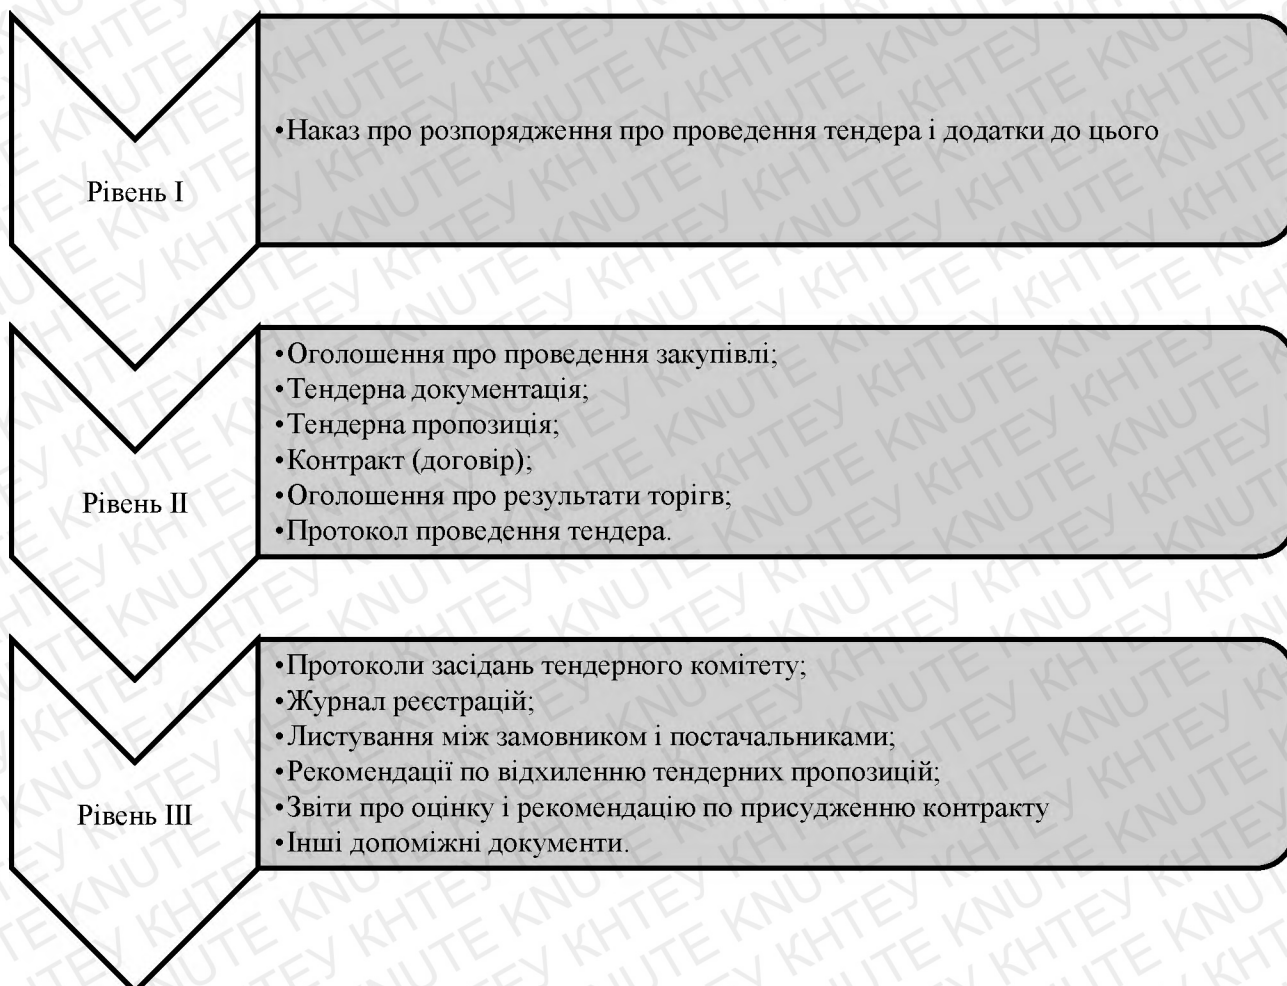 Рівень I
•Наказ про розпорядження про проведення тендера і додатки до цього
Рівень II
•Оголошення про проведення закупівлі;
•Тендерна документація;
•Тендерна пропозиція;
•Контракт (договір);
•Оголошення про результати торігв;
•Протокол проведення тендера.
Рівень III
•Протоколи засідань тендерного комітету;
•Журнал реєстрацій;
•Листування між замовником і постачальниками;
•Рекомендації по відхиленню тендерних пропозицій;
•Звіти про оцінку і рекомендацію по присудженню контракту
•Інші допоміжні документи.